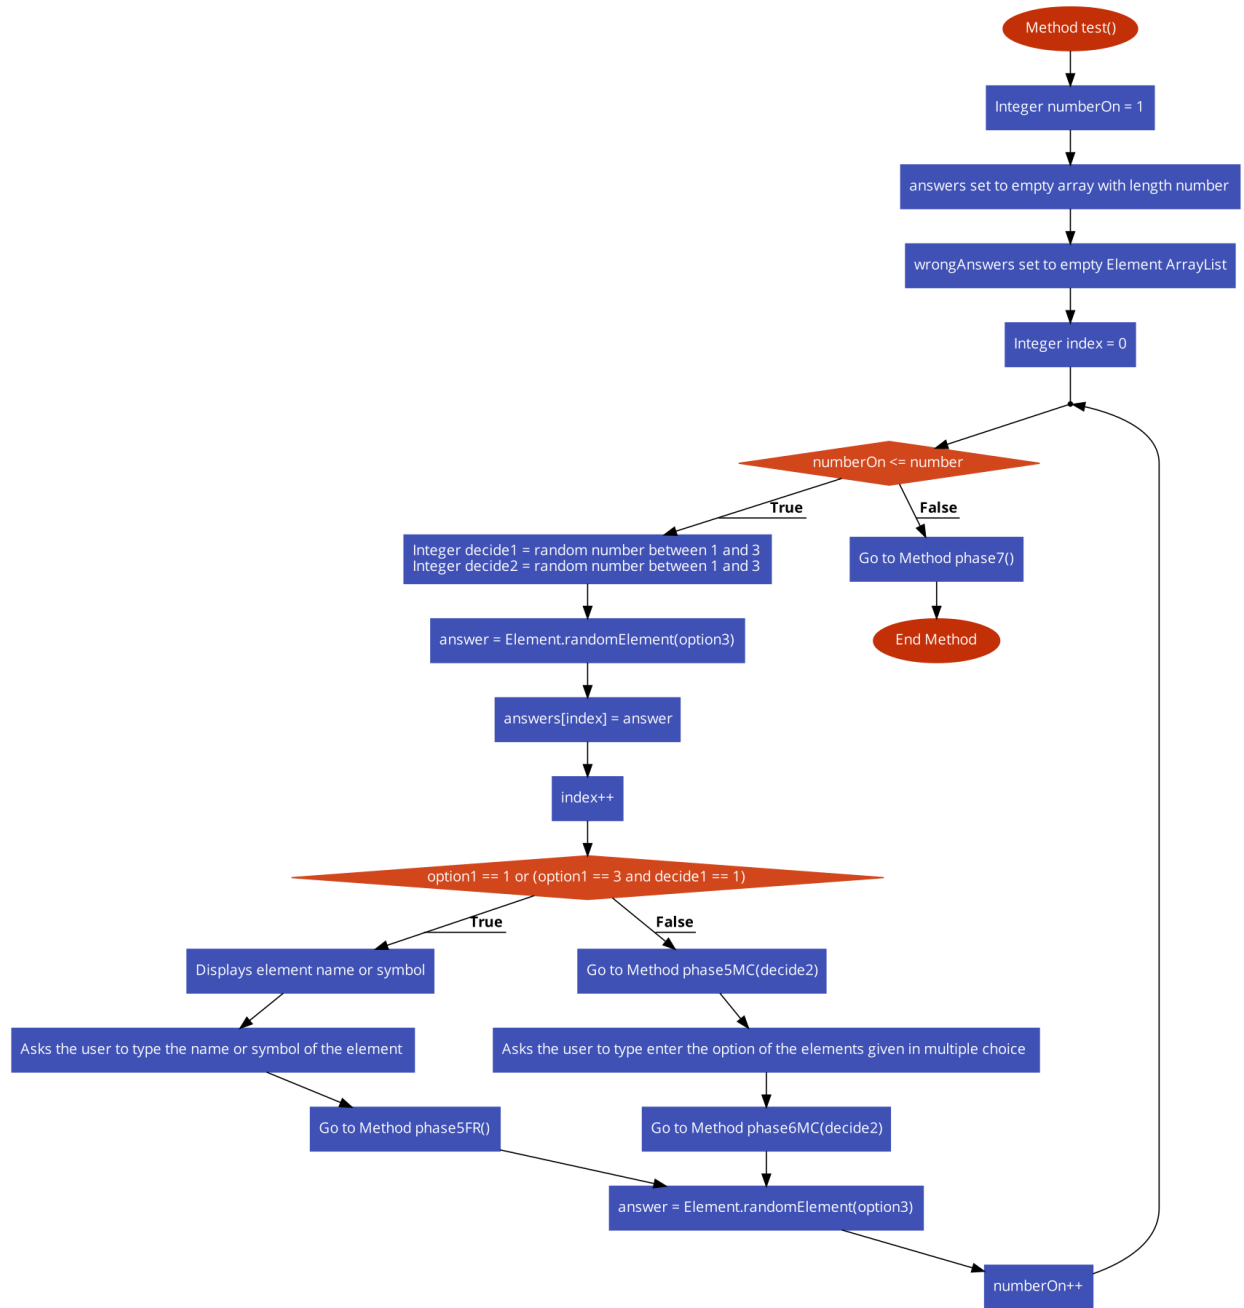 Method test()
Integer numberOn = 1
answers set to empty array with length number
wrongAnswers set to empty Element ArrayList
Integer index = 0
numberOn <= number
True
False
Integer decide1 = random number between 1 and 3
Integer decide2 = random number between 1 and 3
Go to Method phase7()
answer = Element.randomElement(option3)
End Method
answers[index] = answer
index++
option1 == 1 or (option1 == 3 and decide1 == 1)
True
False
Displays element name or symbol
Go to Method phase5MC(decide2)
Asks the user to type the name or symbol of the element
Asks the user to type enter the option of the elements given in multiple choice
Go to Method phase5FR()
Go to Method phase6MC(decide2)
answer = Element.randomElement(option3)
numberOn++